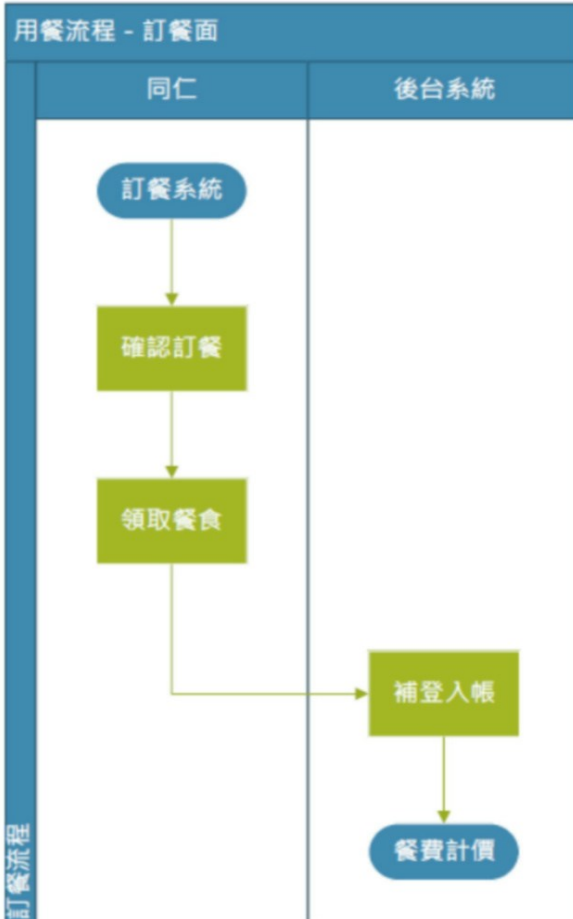 用餐流程 - 訂餐面
同仁
後台系統
訂餐系統
確認訂餐
領取餐食
補登入帳
餐費計價
訂餐流程